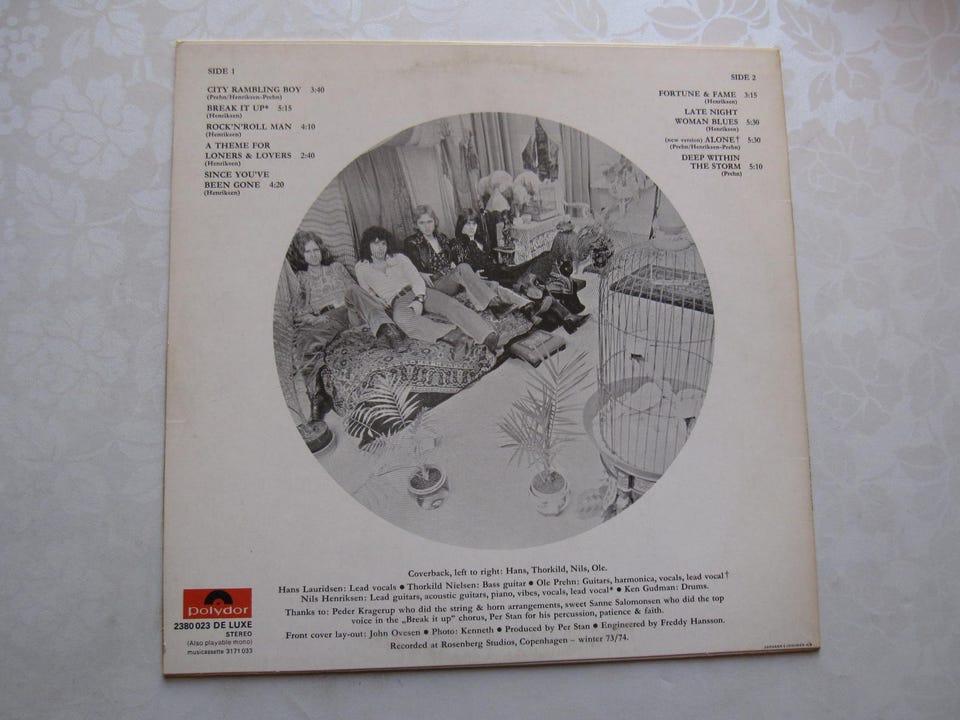 SIDE 1
CITY RAMBLING BOY 3:40
(Prehn/Henriksen-Prehn)
BREAK IT UP* 5:15
(Henriksen)
ROCK'N'ROLL MAN 4:10
(Henriksen)
A THEME FOR
LONERS & LOVERS 2:40
(Henriksen)
SINCE YOU'VE
BEEN GONE 4:20
(Henriksen)
SIDE 2
FORTUNE & FAME 3:15
(Henriksen)
LATE NIGHT
WOMAN BLUES 5:30
(Henriksen)
(new version) ALONE† 5:30
(Prehn/Henriksen-Prehn)
DEEP WITHIN
THE STORM 5:10
(Prehn)
Coverback, left to right: Hans, Thorkild, Nils, Ole.
Hans Lauridsen: Lead vocals ● Thorkild Nielsen: Bass guitar ● Ole Prehn: Guitars, harmonica, vocals, lead vocal†
Nils Henriksen: Lead guitars, acoustic guitars, piano, vibes, vocals, lead vocal* ● Ken Gudman: Drums.
Thanks to: Peder Kragerup who did the string & horn arrangements, sweet Sanne Salomonsen who did the top
voice in the „Break it up" chorus, Per Stan for his percussion, patience & faith.
Front cover lay-out: John Ovesen ● Photo: Kenneth ● Produced by Per Stan ● Engineered by Freddy Hansson.
Recorded at Rosenberg Studios, Copenhagen – winter 73/74.
polydor
2380 023 DE LUXE
STEREO
(Also playable mono)
musicassette 3171 033